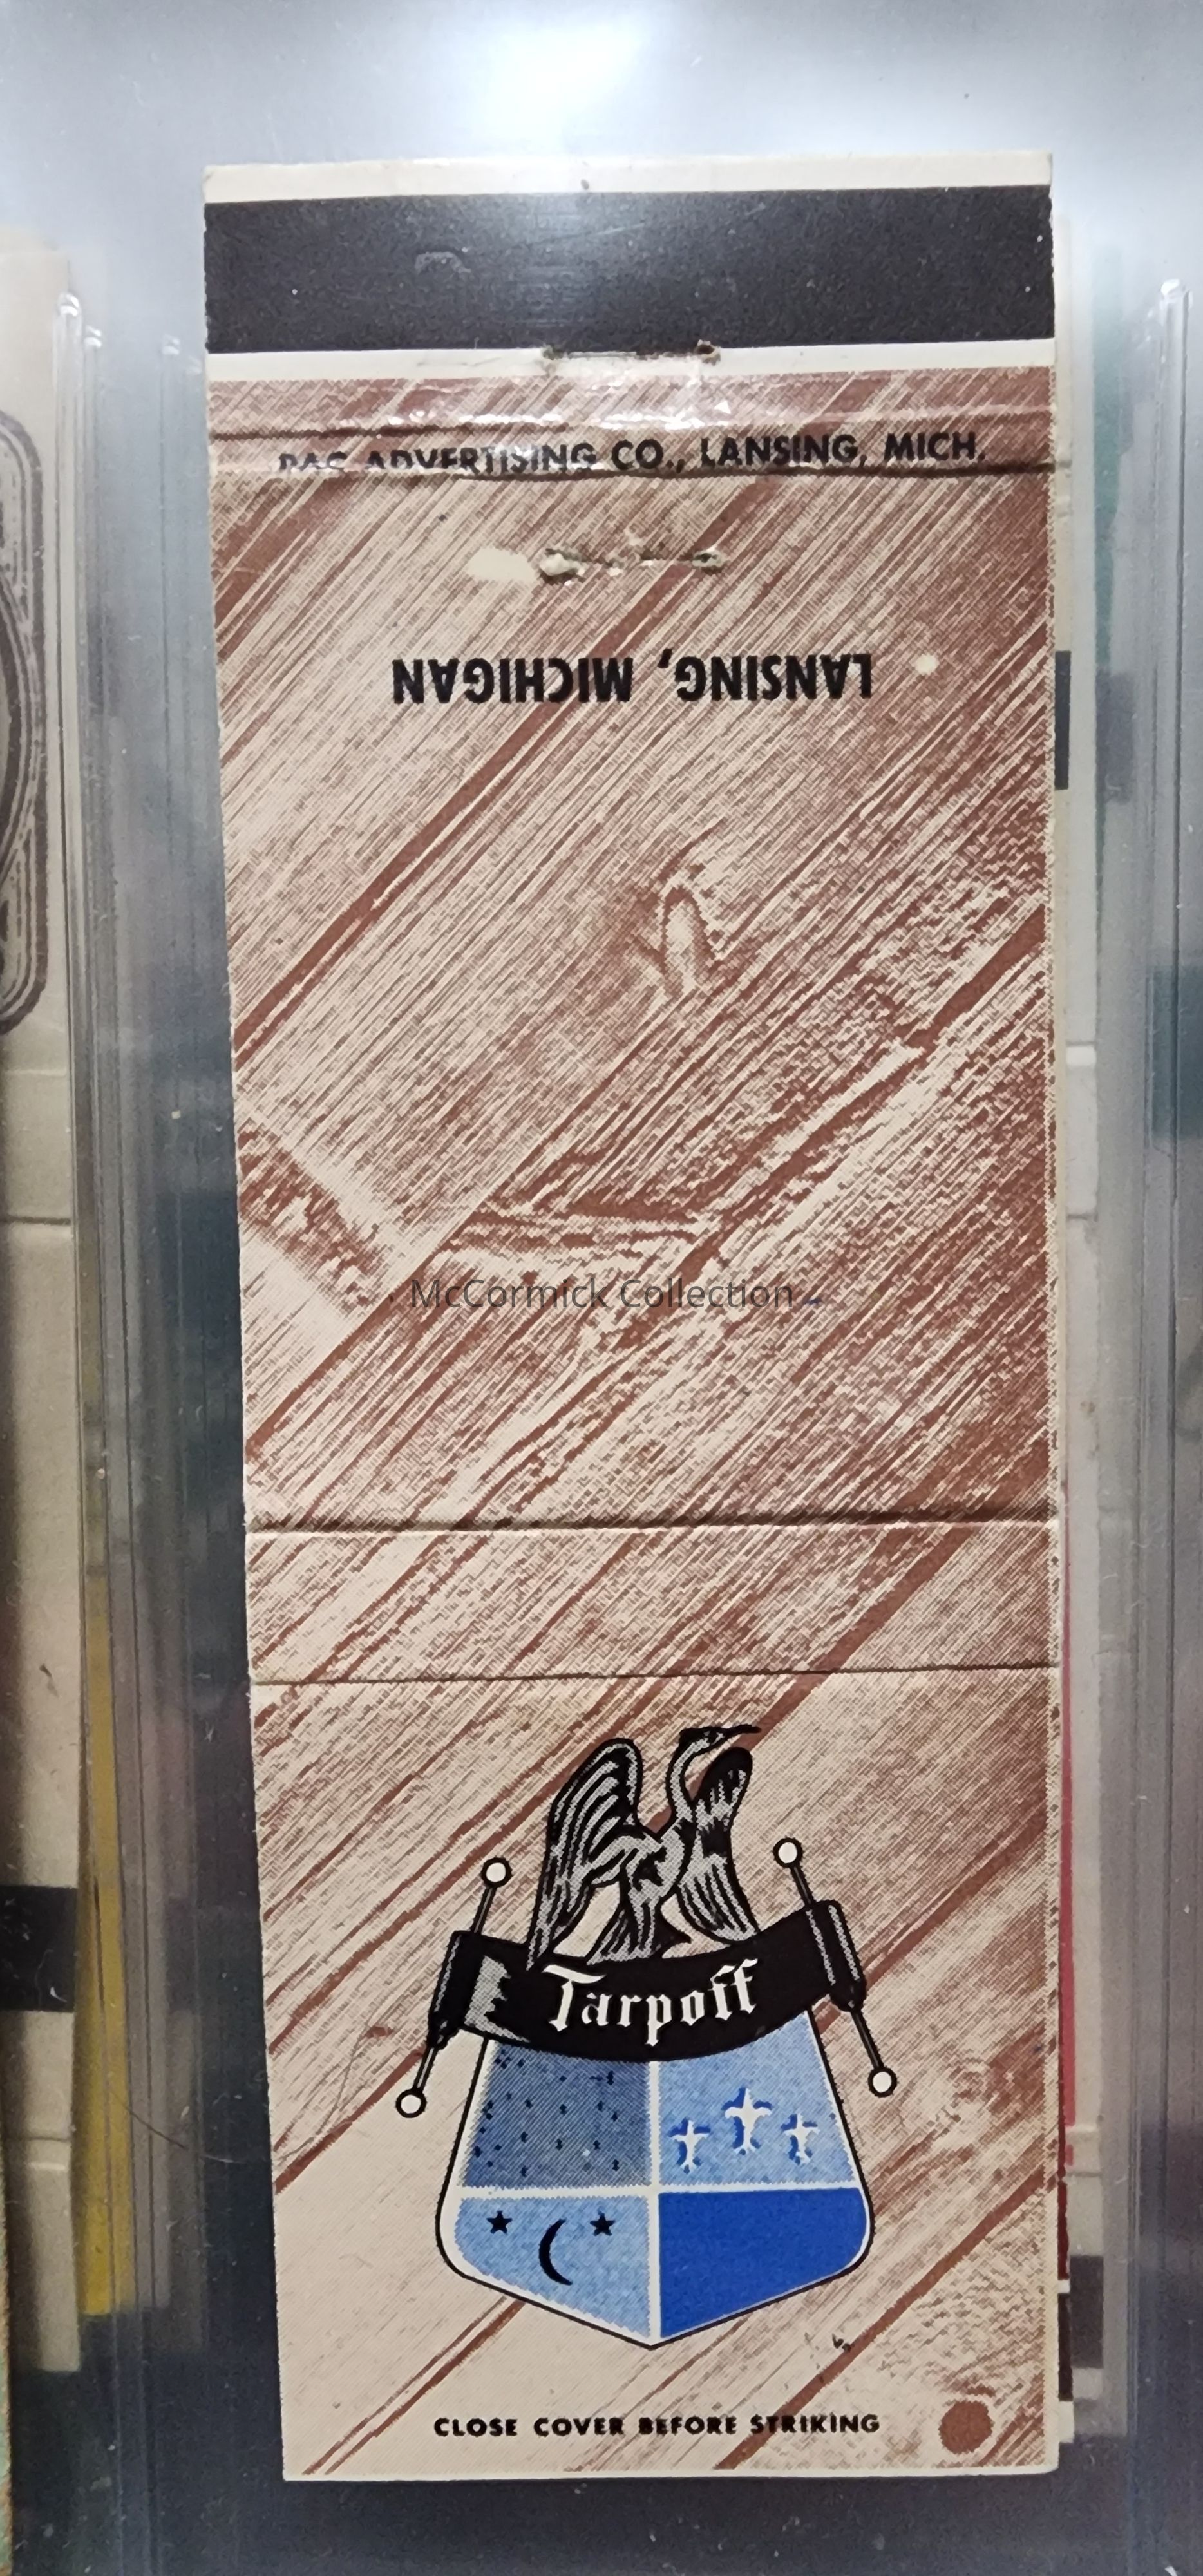 PAC ADVERTISING CO., LANSING, MICH.
LANSING, MICHIGAN
McCormick Collection
Tarpoff
CLOSE COVER BEFORE STRIKING